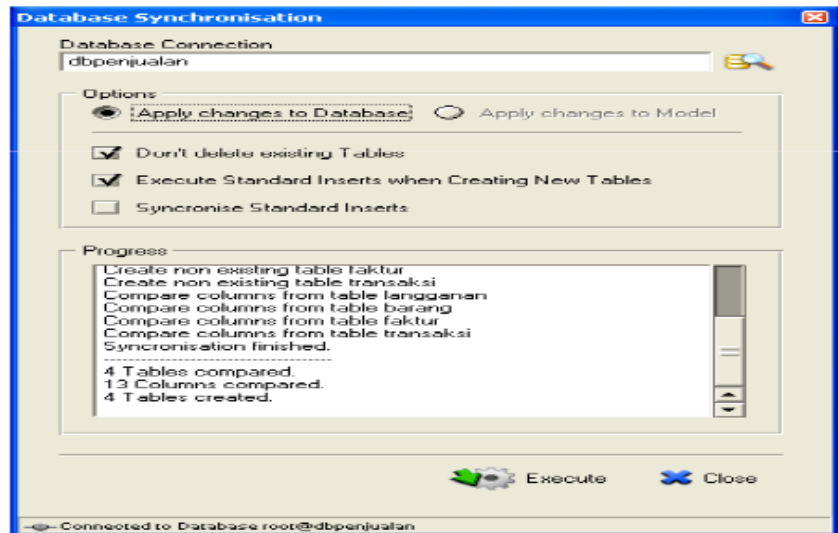 Database Synchronisation
Database Connection
dbpenjualan
Options
Apply changes to Database
Apply changes to Model
Don't delete existing Tables
Execute Standard Inserts when Creating New Tables
Syncronise Standard Inserts
Progress
Create non existing table faktur
Create non existing table transaksi
Compare columns from table langganan
Compare columns from table barang
Compare columns from table faktur
Compare columns from table transaksi
Syncronisation finished.
------------------------------------
4 Tables compared.
13 Columns compared.
4 Tables created.
Execute
Close
Connected to Database root@dbpenjualan